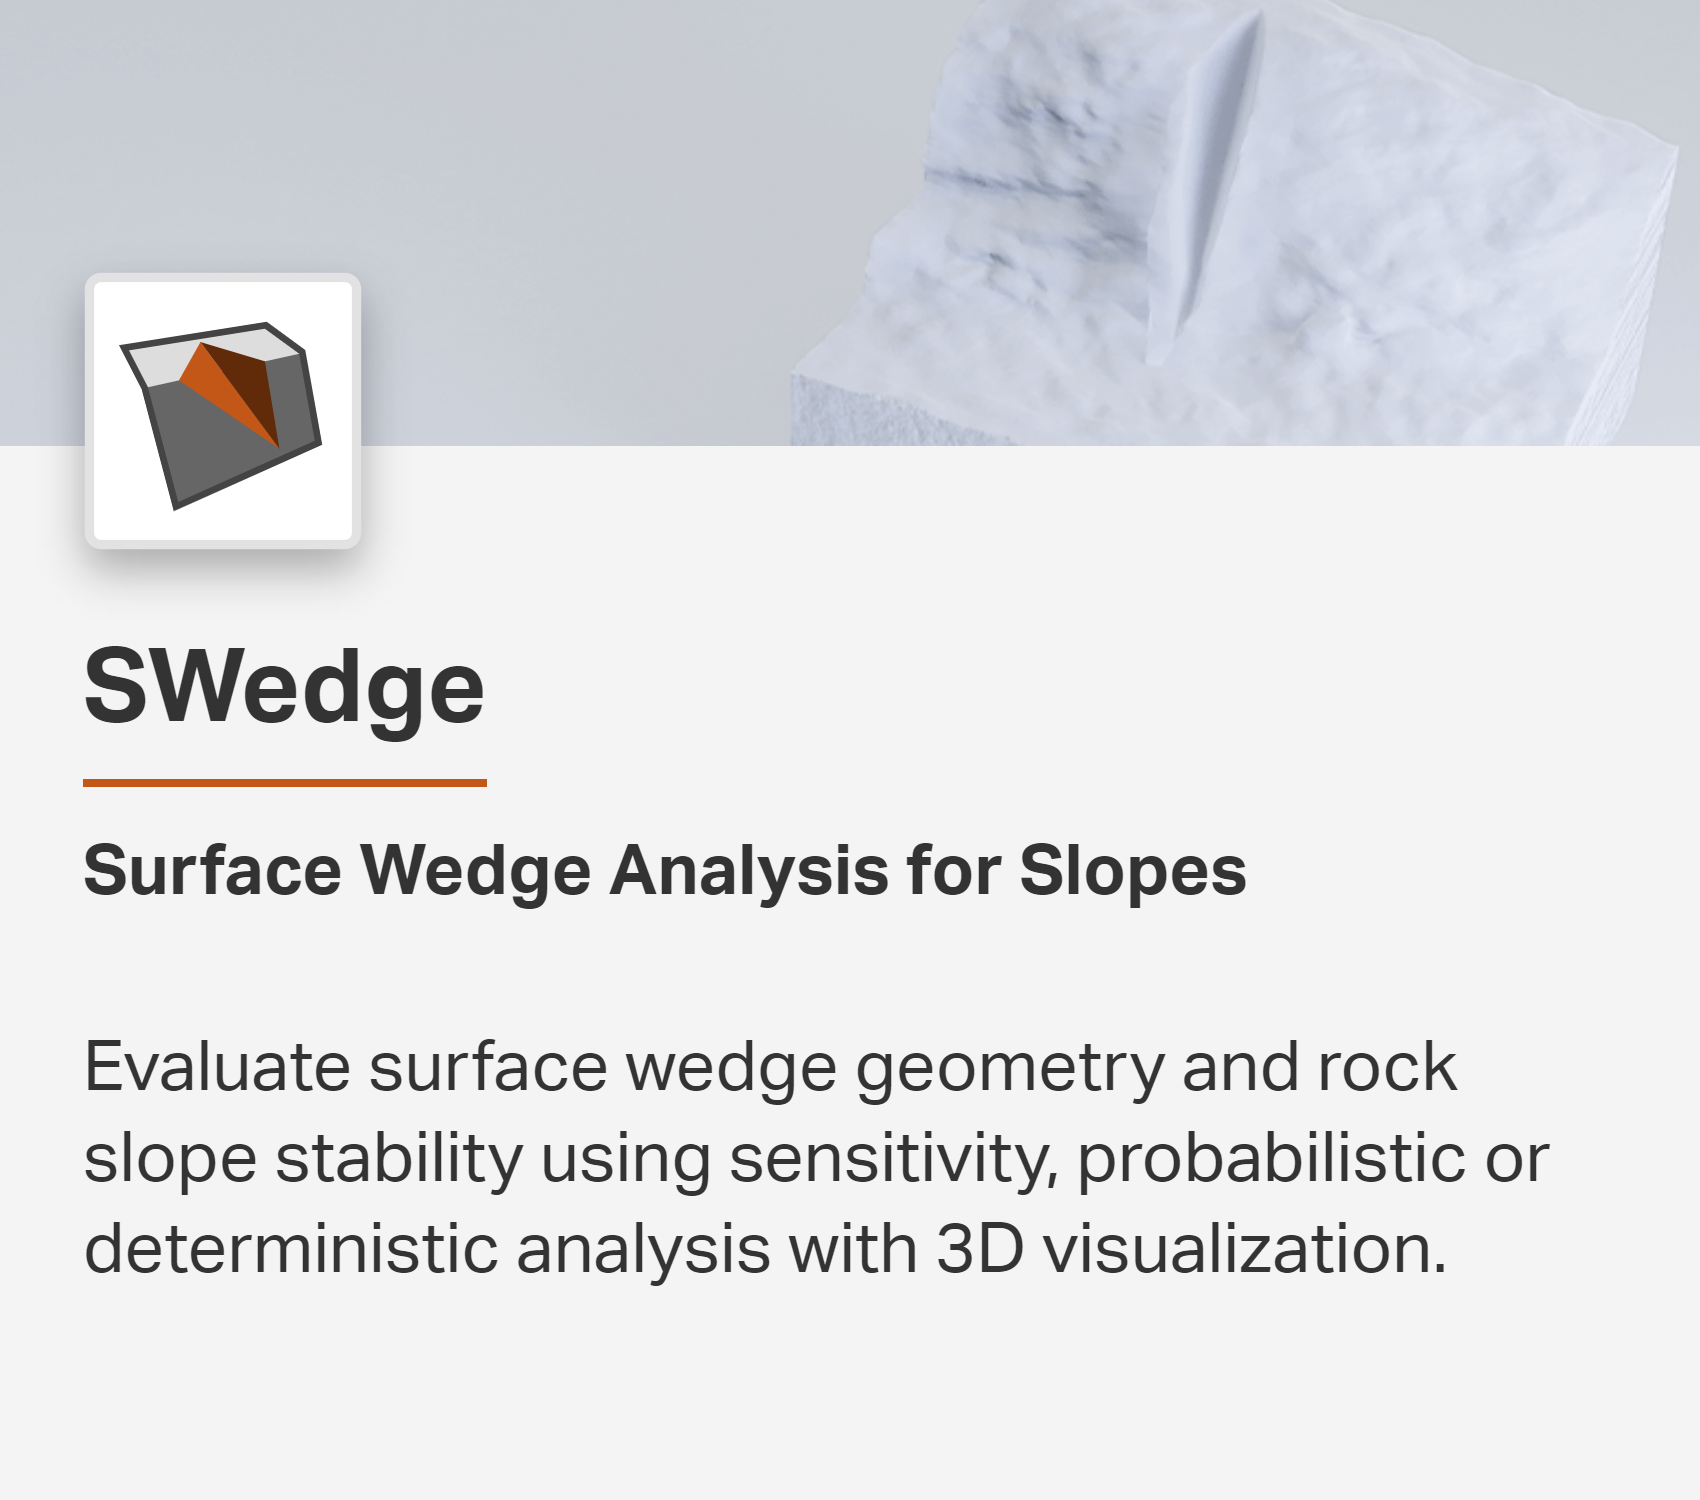 SWedge
Surface Wedge Analysis for Slopes
Evaluate surface wedge geometry and rock
slope stability using sensitivity, probabilistic or
deterministic analysis with 3D visualization.